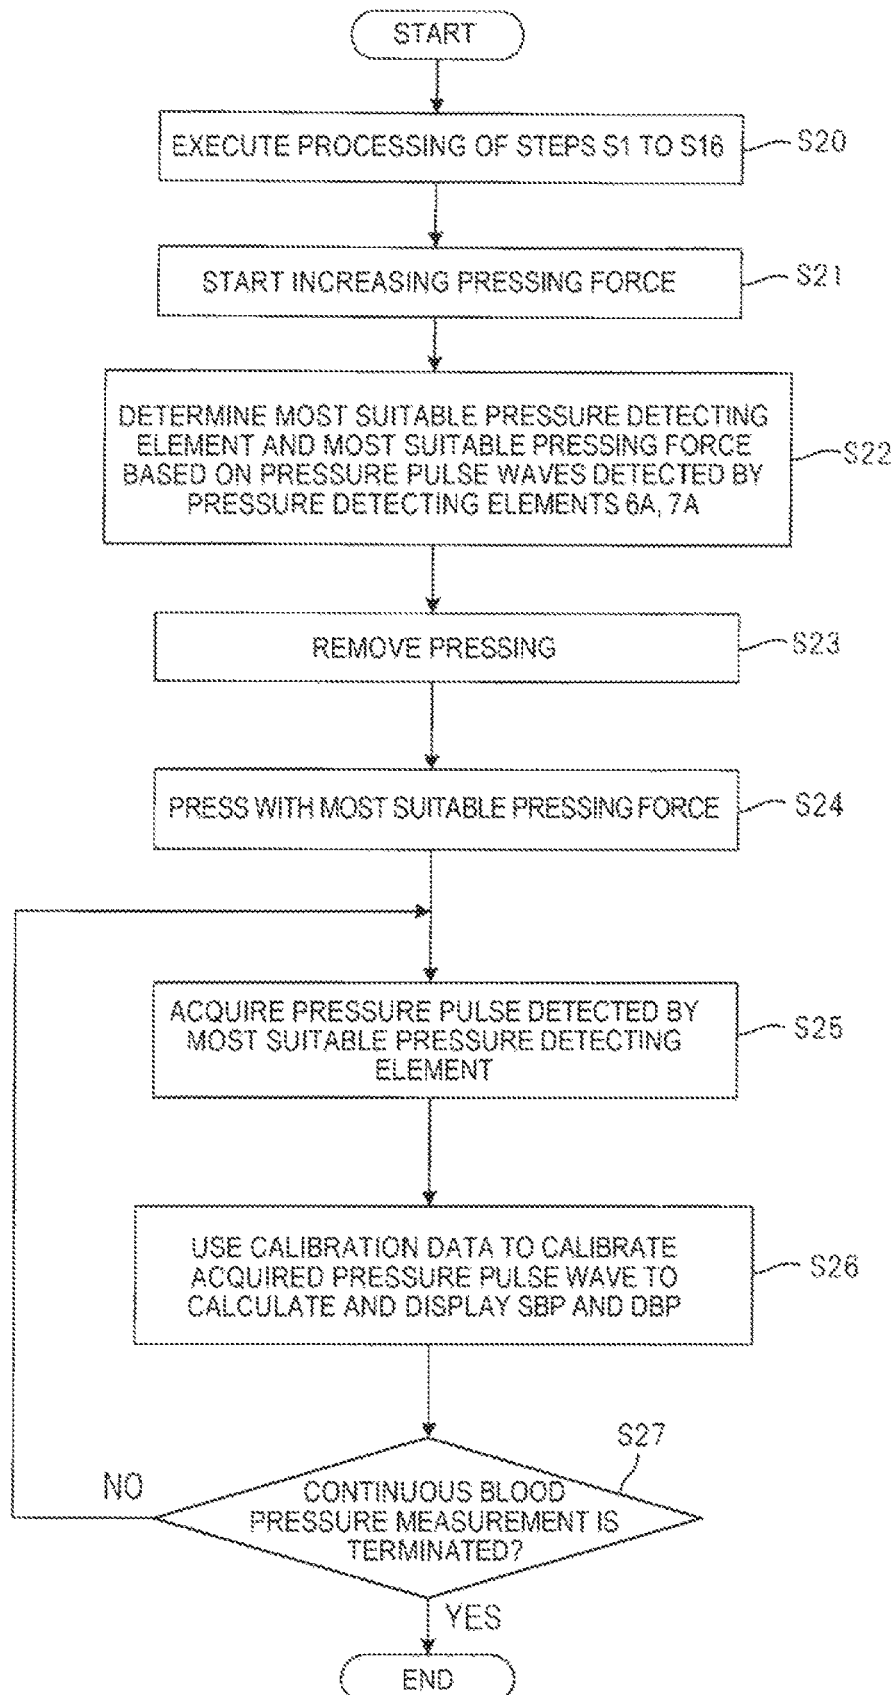 START
EXECUTE PROCESSING OF STEPS S1 TO S16
S20
START INCREASING PRESSING FORCE
S21
DETERMINE MOST SUITABLE PRESSURE DETECTING
ELEMENT AND MOST SUITABLE PRESSING FORCE
BASED ON PRESSURE PULSE WAVES DETECTED BY
PRESSURE DETECTING ELEMENTS 6A, 7A
S22
REMOVE PRESSING
S23
PRESS WITH MOST SUITABLE PRESSING FORCE
S24
ACQUIRE PRESSURE PULSE DETECTED BY
MOST SUITABLE PRESSURE DETECTING
ELEMENT
S25
USE CALIBRATION DATA TO CALIBRATE
ACQUIRED PRESSURE PULSE WAVE TO
CALCULATE AND DISPLAY SBP AND DBP
S26
S27
NO
CONTINUOUS BLOOD
PRESSURE MEASUREMENT IS
TERMINATED?
YES
END